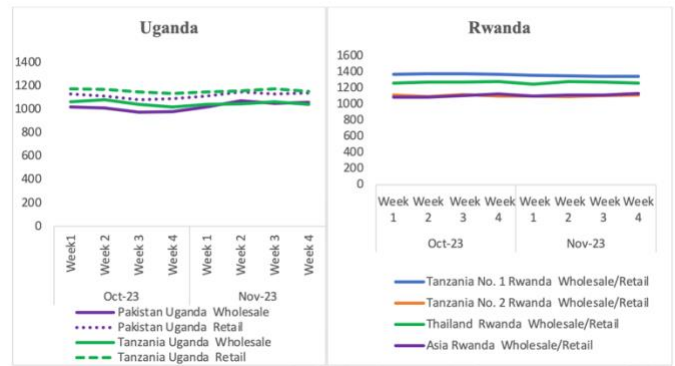 Uganda
1400
1200
1000
800
600
400
200
0
Week1
Week 2
Week 3
Week 4
Week 1
Week 2
Week 3
Week 4
Oct-23 Nov-23
Pakistan Uganda Wholesale
Pakistan Uganda Retail
Tanzania Uganda Wholesale
Tanzania Uganda Retail
Rwanda
1600
1400
1200
1000
800
600
400
200
0
Week Week Week Week Week Week Week Week
1 2 3 4 1 2 3 4
Oct-23 Nov-23
Tanzania No. 1 Rwanda Wholesale/Retail
Tanzania No. 2 Rwanda Wholesale/Retail
Thailand Rwanda Wholesale/Retail
Asia Rwanda Wholesale/Retail